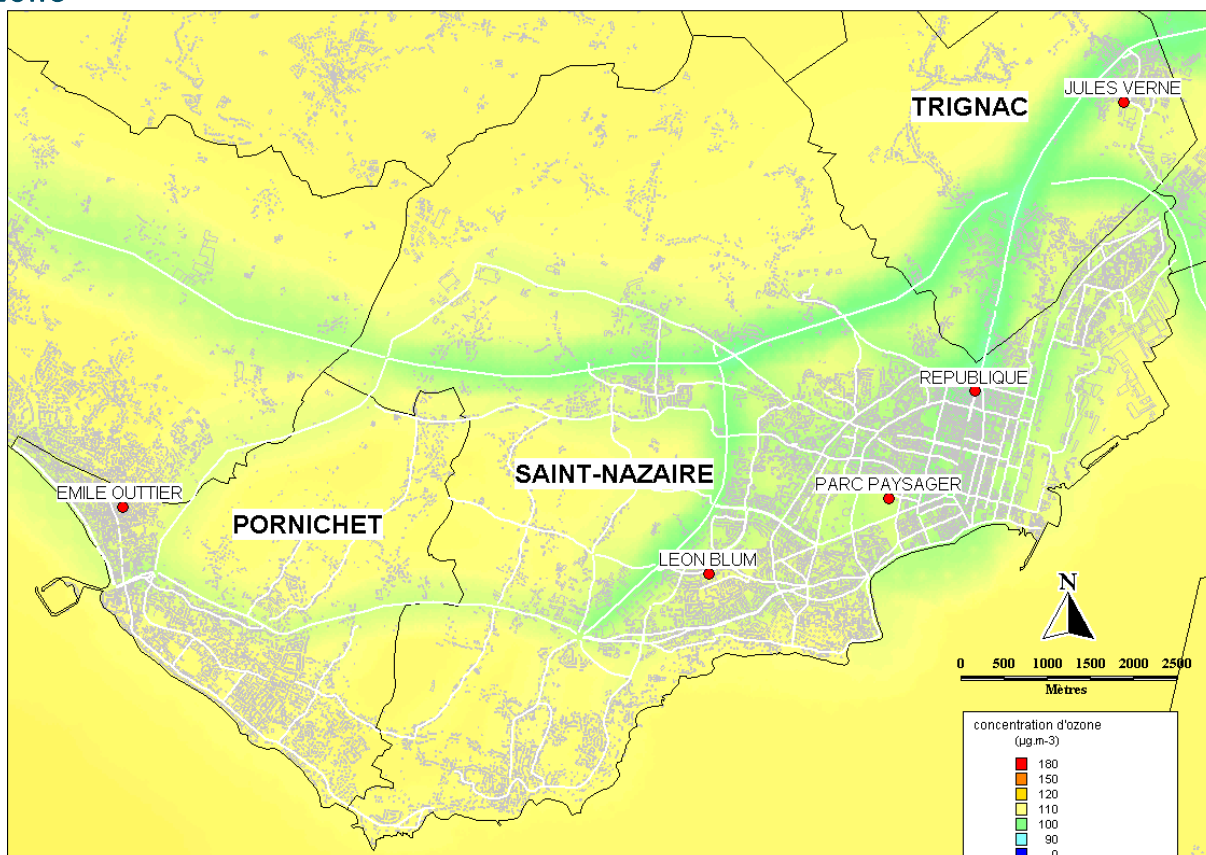 TRIGNAC
JULES VERNE
REPUBLIQUE
SAINT-NAZAIRE
PARC PAYSAGER
EMILE OUTTIER
PORNICHET
LEON BLUM
N
0 500 1000 1500 2000 2500
Mètres
concentration d'ozone
(µg.m-3)
180
150
120
110
100
90
0